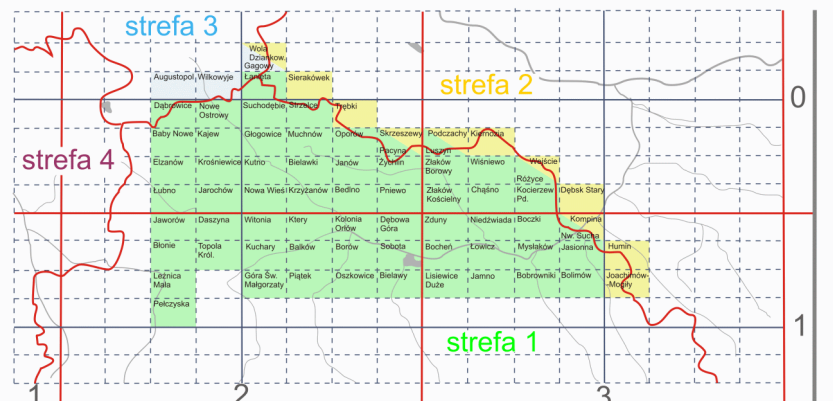 strefa 3
Wola
Dziankow.
Gagowy
strefa 2
Augustopol Wilkowyje Łanięta Sierakówek
0
Dąbrowice Nowe Ostrowy Suchodębie Strzelce Trębki
Baby Nowe Kajew Głogowice Muchnów Oporów Skrzeszewy Podczachy Kiernozia
strefa 4
Pacyna Luszyn
Elżanów Krośniewice Kutno Bielawki Janów Żychlin Złaków Borowy Wiśniewo Wejście
Różyce
Łubno Jarochów Nowa Wieś Krzyżanów Bedlno Pniewo Złaków Kościelny Chąśno Kocierzew Pd. Dębsk Stary
Jaworów Daszyna Witonia Ktery Kolonia Orłów Dębowa Góra Zduny Niedźwiada Boczki Kompina
Nw. Sucha
Błonie Topola Król. Kuchary Balków Borów Sobota Bocheń Łowicz Mysłaków Jasionna Humin
Leźnica Mała Góra Św. Małgorzaty Piątek Oszkowice Bielawy Lisiewice Duże Jamno Bobrowniki Bolimów Joachimów-Mogiły
Pełczyska
1
strefa 1
1 2 3